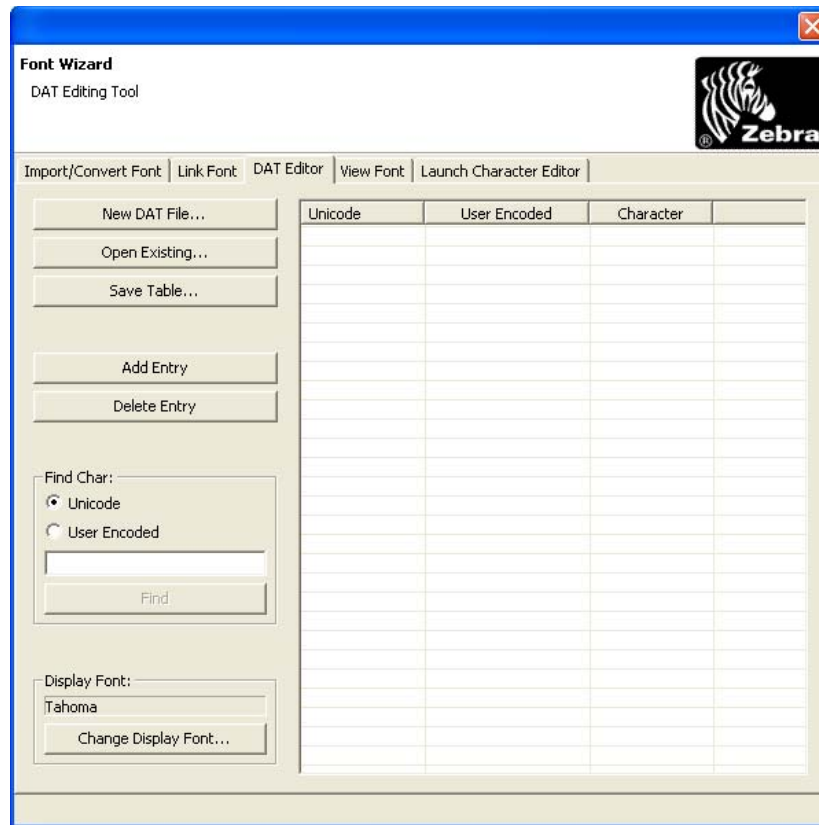 Font Wizard
DAT Editing Tool
® Zebra
Import/Convert Font Link Font DAT Editor View Font Launch Character Editor
New DAT File...
Open Existing...
Save Table...
Add Entry
Delete Entry
Find Char:
Unicode
User Encoded
Find
Display Font:
Tahoma
Change Display Font...
Unicode User Encoded Character